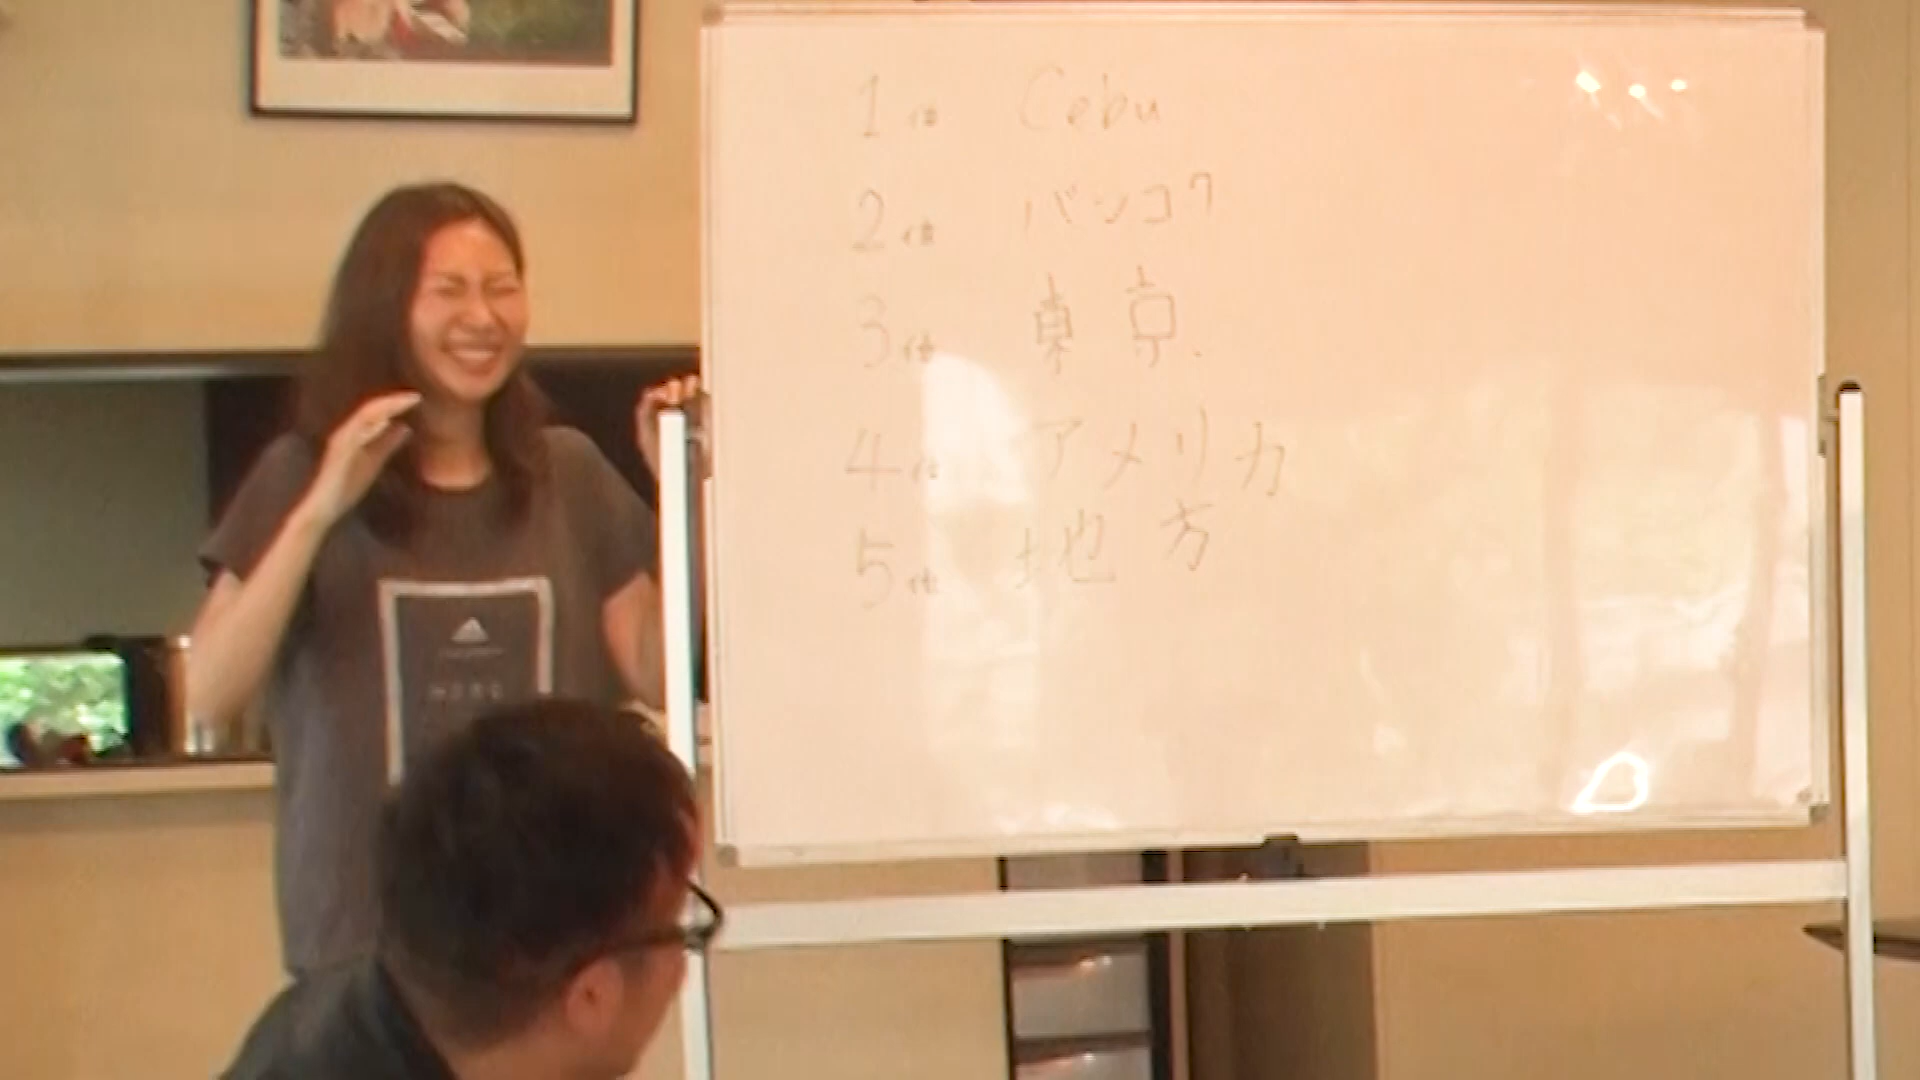 1位 Cebu
2位 バンコク
3位 東京.
4位 アメリカ
5位 地方